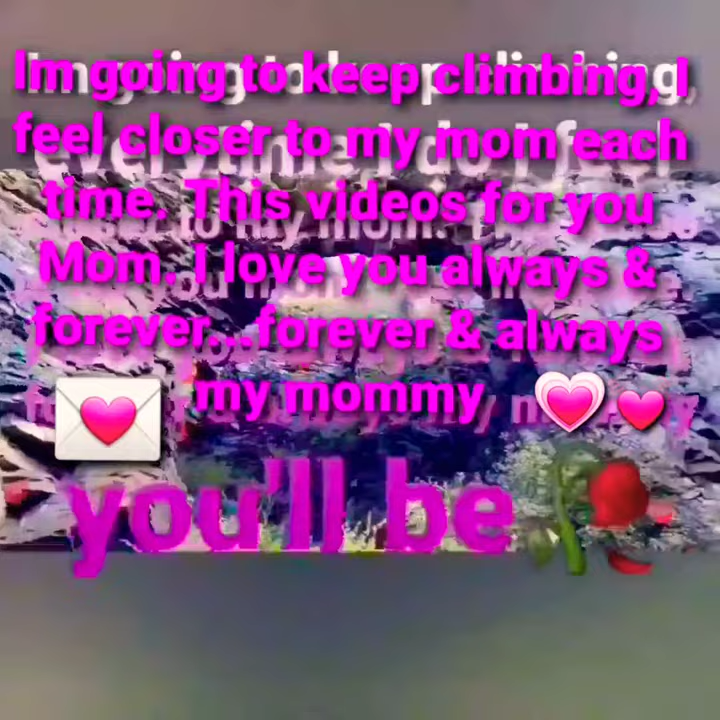 Im going to keep climbing, I
feel closer to my mom each
time. This videos for you
Mom. I love you always &
forever...forever & always
my mommy
you'll be